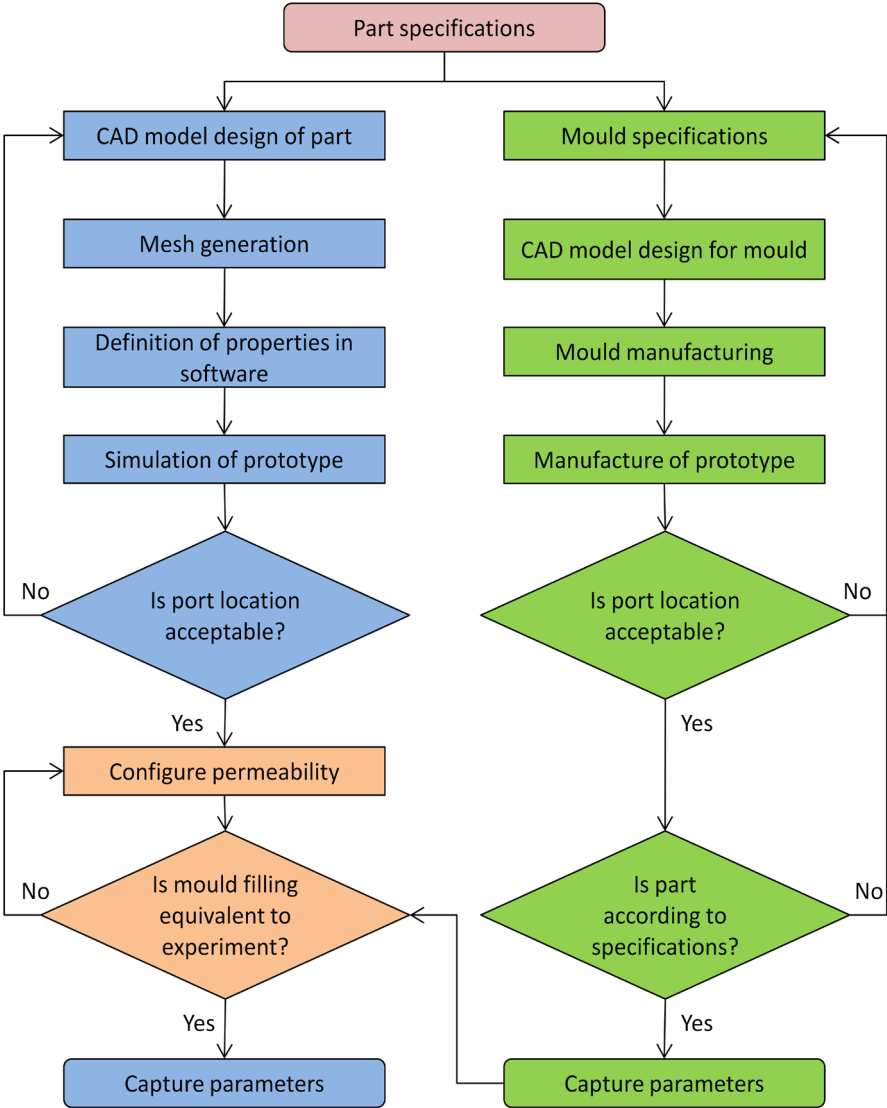 Part specifications
CAD model design of part
Mould specifications
Mesh generation
CAD model design for mould
Definition of properties in
software
Mould manufacturing
Simulation of prototype
Manufacture of prototype
No
Is port location
acceptable?
Is port location
acceptable?
No
Yes
Yes
Configure permeability
No
Is mould filling
equivalent to
experiment?
Is part
according to
specifications?
No
Yes
Yes
Capture parameters
Capture parameters